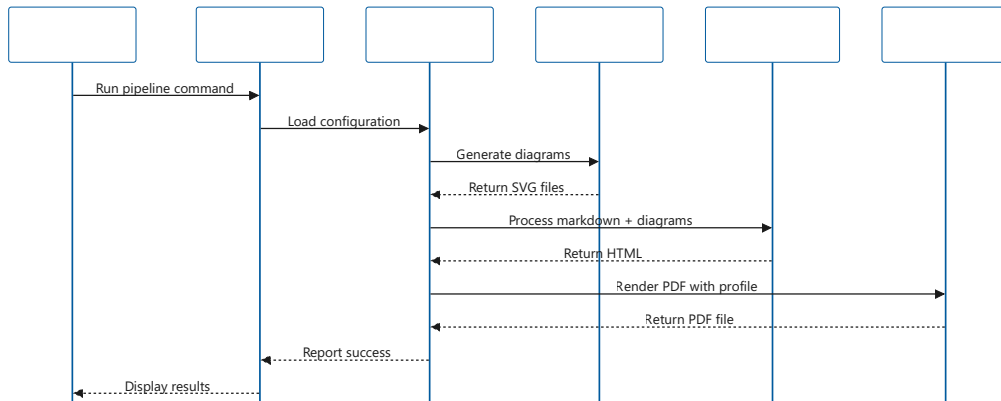 Run pipeline command
Load configuration
Generate diagrams
Return SVG files
Process markdown + diagrams
Return HTML
Render PDF with profile
Return PDF file
Report success
Display results